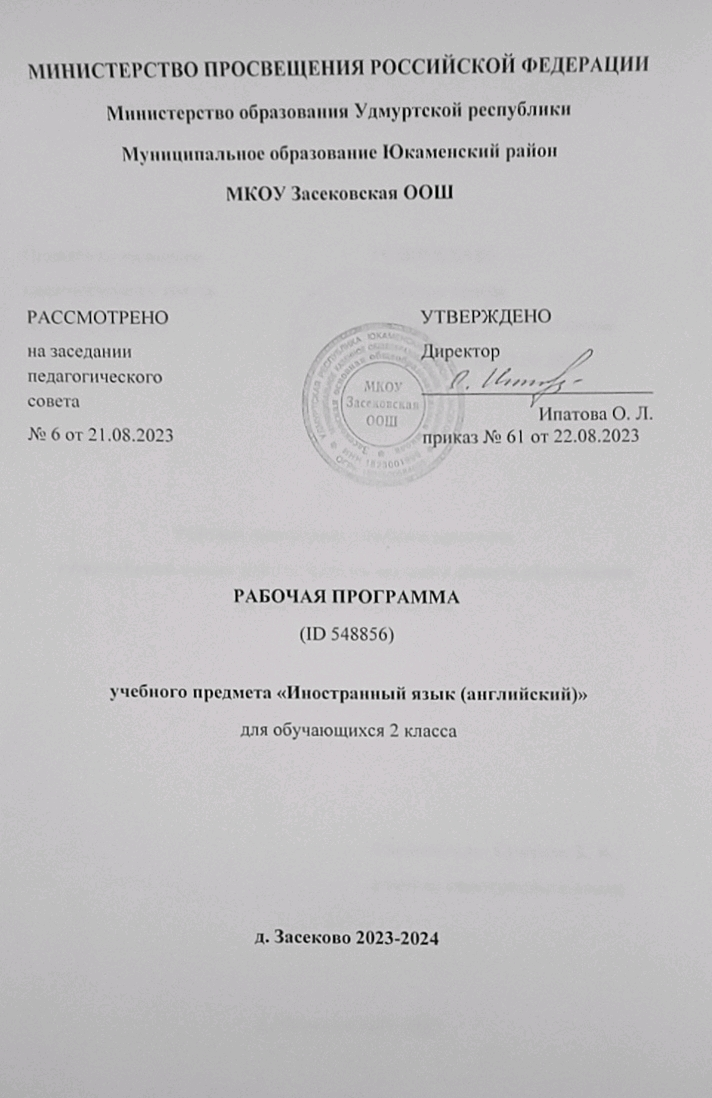 МИНИСТЕРСТВО ПРОСВЕЩЕНИЯ РОССИЙСКОЙ ФЕДЕРАЦИИ
Министерство образования Удмуртской республики
Муниципальное образование Юкаменский район
МКОУ Засековская ООШ
РАССМОТРЕНО
на заседании
педагогического
совета
№ 6 от 21.08.2023
УТВЕРЖДЕНО
Директор
Ипатова О. Л.
приказ № 61 от 22.08.2023
МКОУ
Засековская
ООШ
РАБОЧАЯ ПРОГРАММА
(ID 548856)
учебного предмета «Иностранный язык (английский)»
для обучающихся 2 класса
д. Засеково 2023-2024